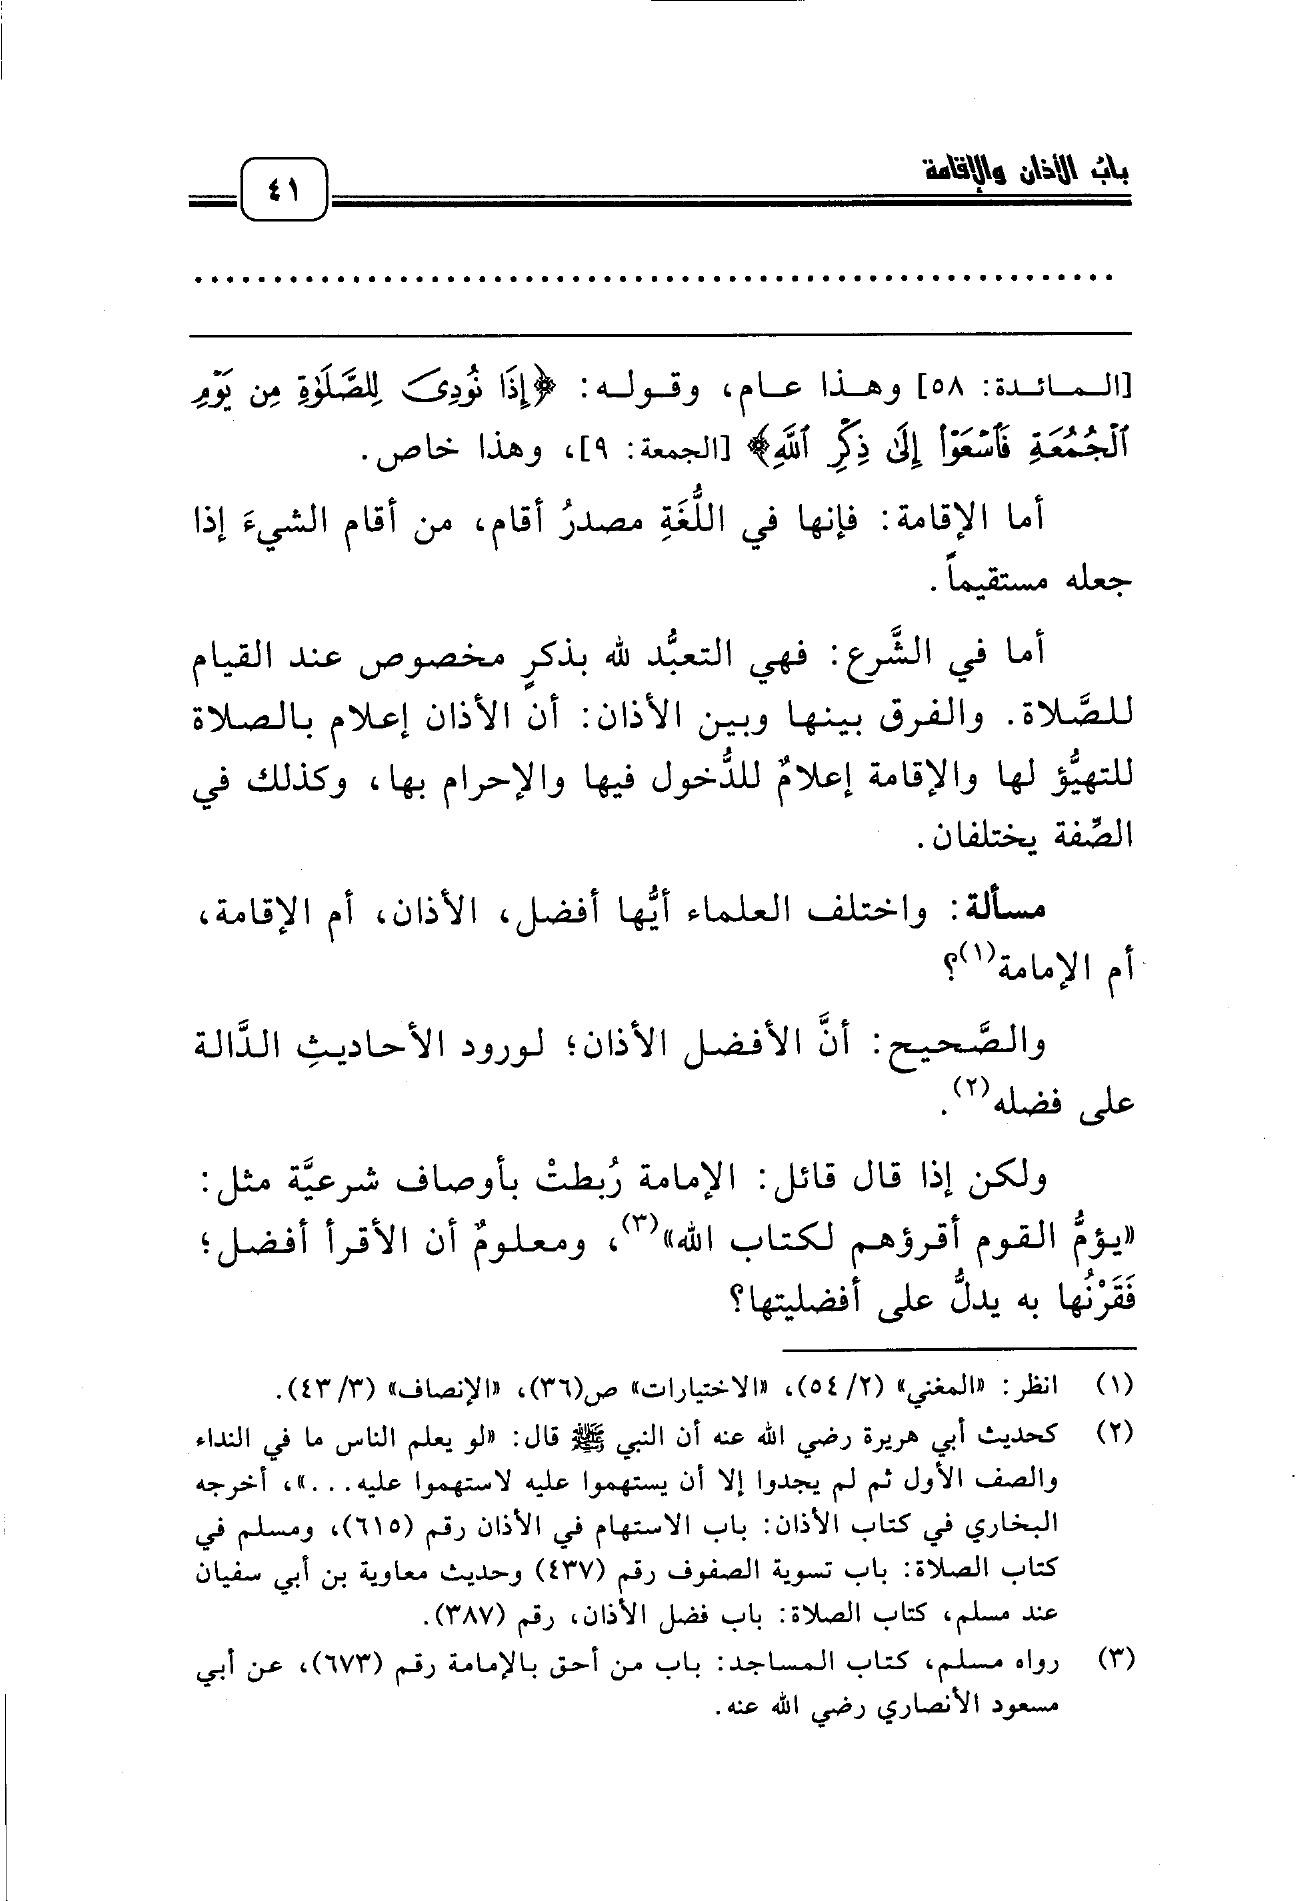 باب الأذان والإقامة
٤١
[المائدة: ٥٨] وهذا عام، وقوله: ﴿إِذَا نُودِىَ لِلصَّلَوٰةِ مِن يَوْمِ
ٱلْجُمُعَةِ فَٱسْعَوْا۟ إِلَىٰ ذِكْرِ ٱللَّهِ﴾ [الجمعة: ٩]، وهذا خاص.
أما الإقامة: فإنها في اللُّغَةِ مصدرُ أقام، من أقام الشيءَ إذا
جعله مستقيماً.
أما في الشَّرع: فهي التعبُّد لله بذكرٍ مخصوص عند القيام
للصَّلاة. والفرق بينها وبين الأذان: أن الأذان إعلام بالصلاة
للتهيُّؤ لها والإقامة إعلامٌ للدُّخول فيها والإحرام بها، وكذلك في
الصِّفة يختلفان.
مسألة: واختلف العلماء أيُّها أفضل، الأذان، أم الإقامة،
أم الإمامة(١)؟
والصَّحيح: أنَّ الأفضل الأذان؛ لورود الأحاديثِ الدَّالة
على فضله(٢).
ولكن إذا قال قائل: الإمامة رُبطتْ بأوصاف شرعيَّة مثل:
«يؤمُّ القوم أقرؤهم لكتاب الله»(٣)، ومعلومٌ أن الأقرأ أفضل؛
فَقَرْنُها به يدلُّ على أفضليتها؟
(١) انظر: «المغني» (٢/ ٥٤)، «الاختيارات» ص(٣٦)، «الإنصاف» (٣/ ٤٣).
(٢) كحديث أبي هريرة رضي الله عنه أن النبي ﷺ قال: «لو يعلم الناس ما في النداء
والصف الأول ثم لم يجدوا إلا أن يستهموا عليه لاستهموا عليه...»، أخرجه
البخاري في كتاب الأذان: باب الاستهام في الأذان رقم (٦١٥)، ومسلم في
كتاب الصلاة: باب تسوية الصفوف رقم (٤٣٧) وحديث معاوية بن أبي سفيان
عند مسلم، كتاب الصلاة: باب فضل الأذان، رقم (٣٨٧).
(٣) رواه مسلم، كتاب المساجد: باب من أحق بالإمامة رقم (٦٧٣)، عن أبي
مسعود الأنصاري رضي الله عنه.